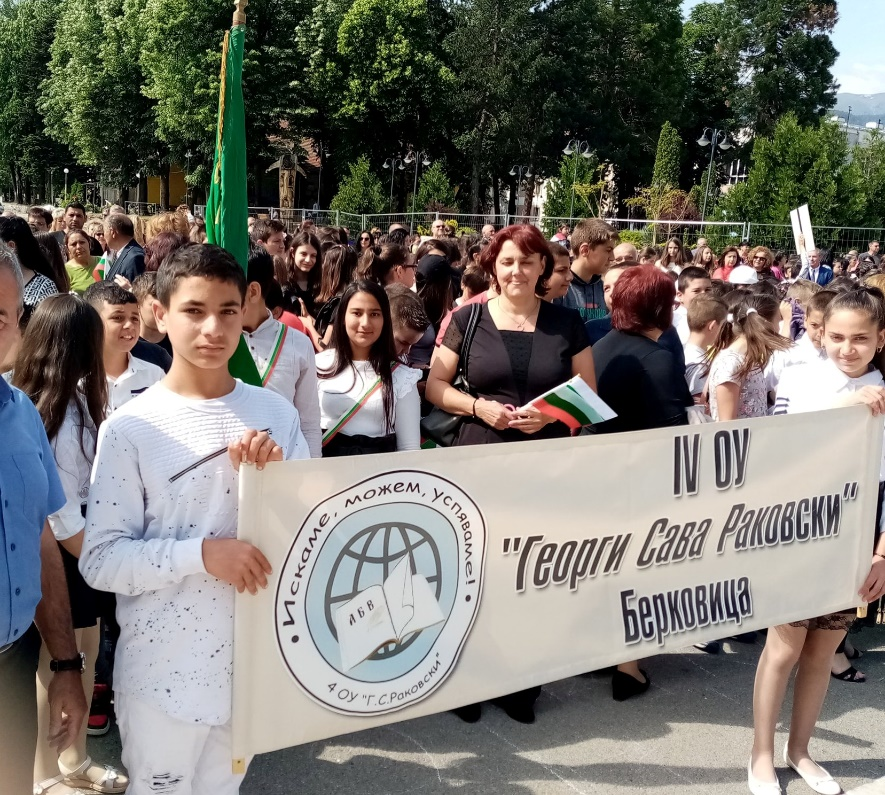 Искаме, можем, успяваме!
АБВ
4 ОУ "Г.С.Раковски"
IV ОУ
"Георги Сава Раковски"
Берковица